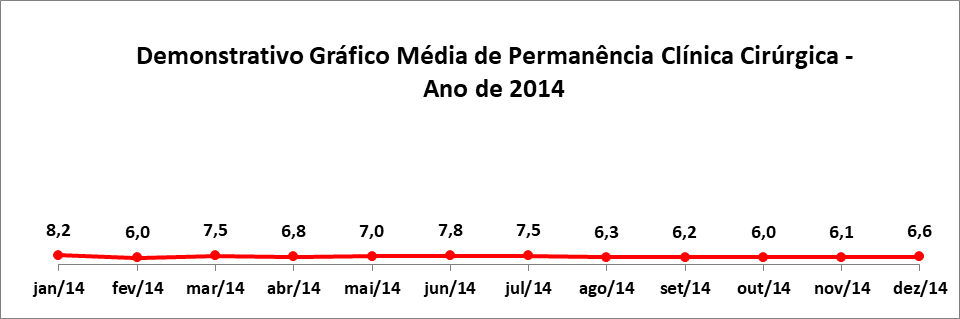 Demonstrativo Gráfico Média de Permanência Clínica Cirúrgica -
Ano de 2014
8,2 6,0 7,5 6,8 7,0 7,8 7,5 6,3 6,2 6,0 6,1 6,6
jan/14 fev/14 mar/14 abr/14 mai/14 jun/14 jul/14 ago/14 set/14 out/14 nov/14 dez/14